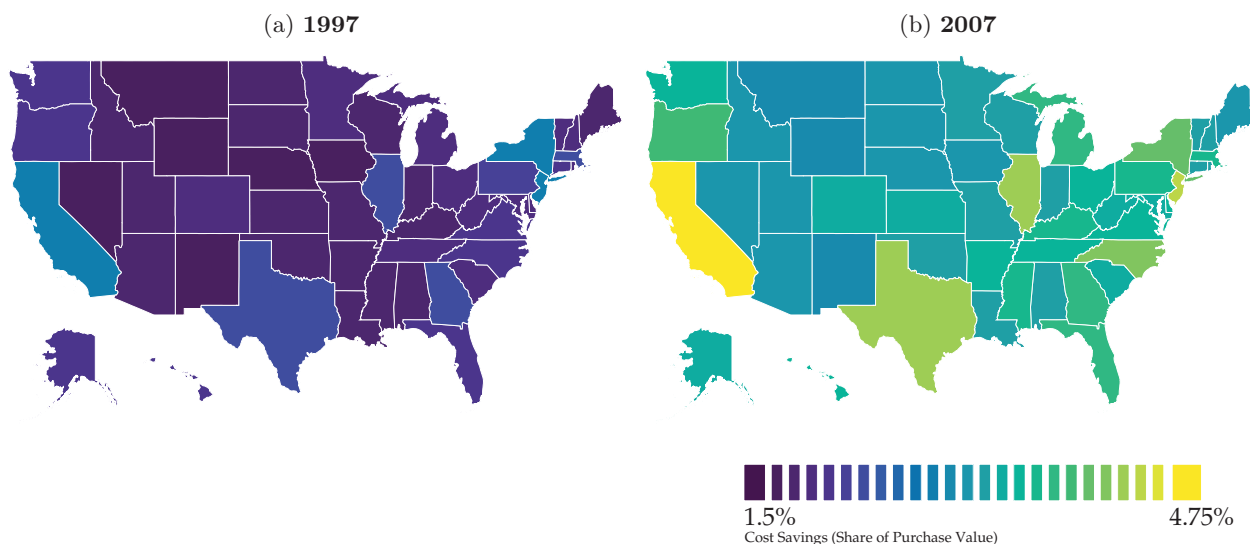 (a) 1997
(b) 2007
1.5%
4.75%
Cost Savings (Share of Purchase Value)